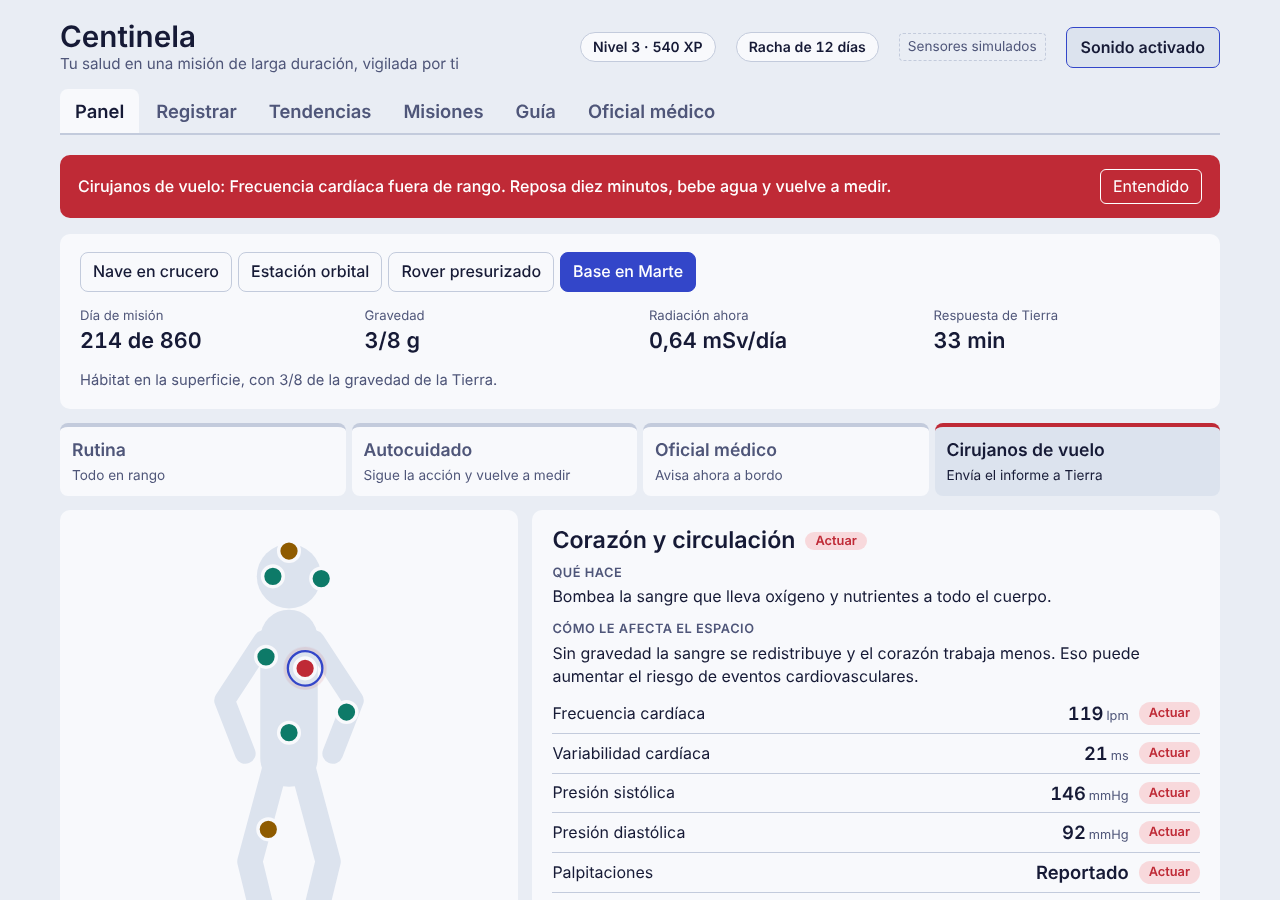 Centinela
Tu salud en una misión de larga duración, vigilada por ti
Nivel 3 · 540 XP
Racha de 12 días
Sensores simulados
Sonido activado
Panel
Registrar
Tendencias
Misiones
Guía
Oficial médico
Cirujanos de vuelo: Frecuencia cardíaca fuera de rango. Reposa diez minutos, bebe agua y vuelve a medir.
Entendido
Nave en crucero
Estación orbital
Rover presurizado
Base en Marte
Día de misión
214 de 860
Gravedad
3/8 g
Radiación ahora
0,64 mSv/día
Respuesta de Tierra
33 min
Hábitat en la superficie, con 3/8 de la gravedad de la Tierra.
Rutina
Todo en rango
Autocuidado
Sigue la acción y vuelve a medir
Oficial médico
Avisa ahora a bordo
Cirujanos de vuelo
Envía el informe a Tierra
Corazón y circulación
Actuar
QUÉ HACE
Bombea la sangre que lleva oxígeno y nutrientes a todo el cuerpo.
CÓMO LE AFECTA EL ESPACIO
Sin gravedad la sangre se redistribuye y el corazón trabaja menos. Eso puede
aumentar el riesgo de eventos cardiovasculares.
Frecuencia cardíaca 119 lpm Actuar
Variabilidad cardíaca 21 ms Actuar
Presión sistólica 146 mmHg Actuar
Presión diastólica 92 mmHg Actuar
Palpitaciones Reportado Actuar